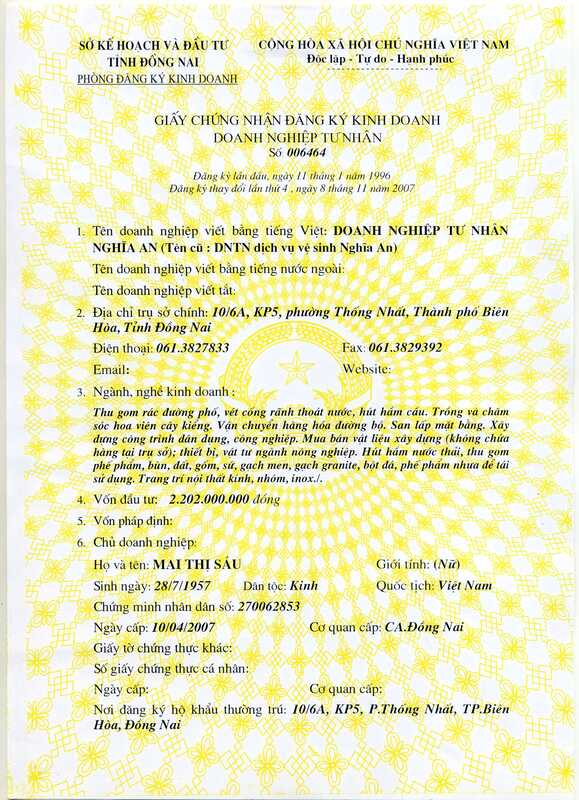 SỞ KẾ HOẠCH VÀ ĐẦU TƯ
TỈNH ĐỒNG NAI
PHÒNG ĐĂNG KÝ KINH DOANH
CỘNG HÒA XÃ HỘI CHỦ NGHĨA VIỆT NAM
Độc lập - Tự do - Hạnh phúc
GIẤY CHỨNG NHẬN ĐĂNG KÝ KINH DOANH
DOANH NGHIỆP TƯ NHÂN
Số 006464
Đăng ký lần đầu, ngày 11 tháng 1 năm 1996
Đăng ký thay đổi lần thứ 4 , ngày 8 tháng 11 năm 2007
1. Tên doanh nghiệp viết bằng tiếng Việt: DOANH NGHIỆP TƯ NHÂN
NGHĨA AN (Tên cũ : DNTN dịch vụ vệ sinh Nghĩa An)
Tên doanh nghiệp viết bằng tiếng nước ngoài:
Tên doanh nghiệp viết tắt:
2. Địa chỉ trụ sở chính: 10/6A, KP5, phường Thống Nhất, Thành phố Biên
Hòa, Tỉnh Đồng Nai
Điện thoại: 061.3827833 Fax: 061.3829392
Email: Website:
3. Ngành, nghề kinh doanh :
Thu gom rác đường phố, vét cống rãnh thoát nước, hút hầm cầu. Trồng và chăm
sóc hoa viên cây kiểng. Vận chuyển hàng hóa đường bộ. San lấp mặt bằng. Xây
dựng công trình dân dụng, công nghiệp. Mua bán vật liệu xây dựng (không chứa
hàng tại trụ sở); thiết bị, vật tư ngành nông nghiệp. Hút hầm nước thải, thu gom
phế phẩm, bùn, đất, gốm, sứ, gạch men, gạch granite, bột đá, phế phẩm nhựa để tái
sử dụng. Trang trí nội thất kính, nhôm, inox./.
4. Vốn đầu tư: 2.202.000.000 đồng
5. Vốn pháp định:
6. Chủ doanh nghiệp:
Họ và tên: MAI THỊ SÁU Giới tính: (Nữ)
Sinh ngày: 28/7/1957 Dân tộc: Kinh Quốc tịch: Việt Nam
Chứng minh nhân dân số: 270062853
Ngày cấp: 10/04/2007 Cơ quan cấp: CA.Đồng Nai
Giấy tờ chứng thực khác:
Số giấy chứng thực cá nhân:
Ngày cấp: Cơ quan cấp:
Nơi đăng ký hộ khẩu thường trú: 10/6A, KP5, P.Thống Nhất, TP.Biên
Hòa, Đồng Nai